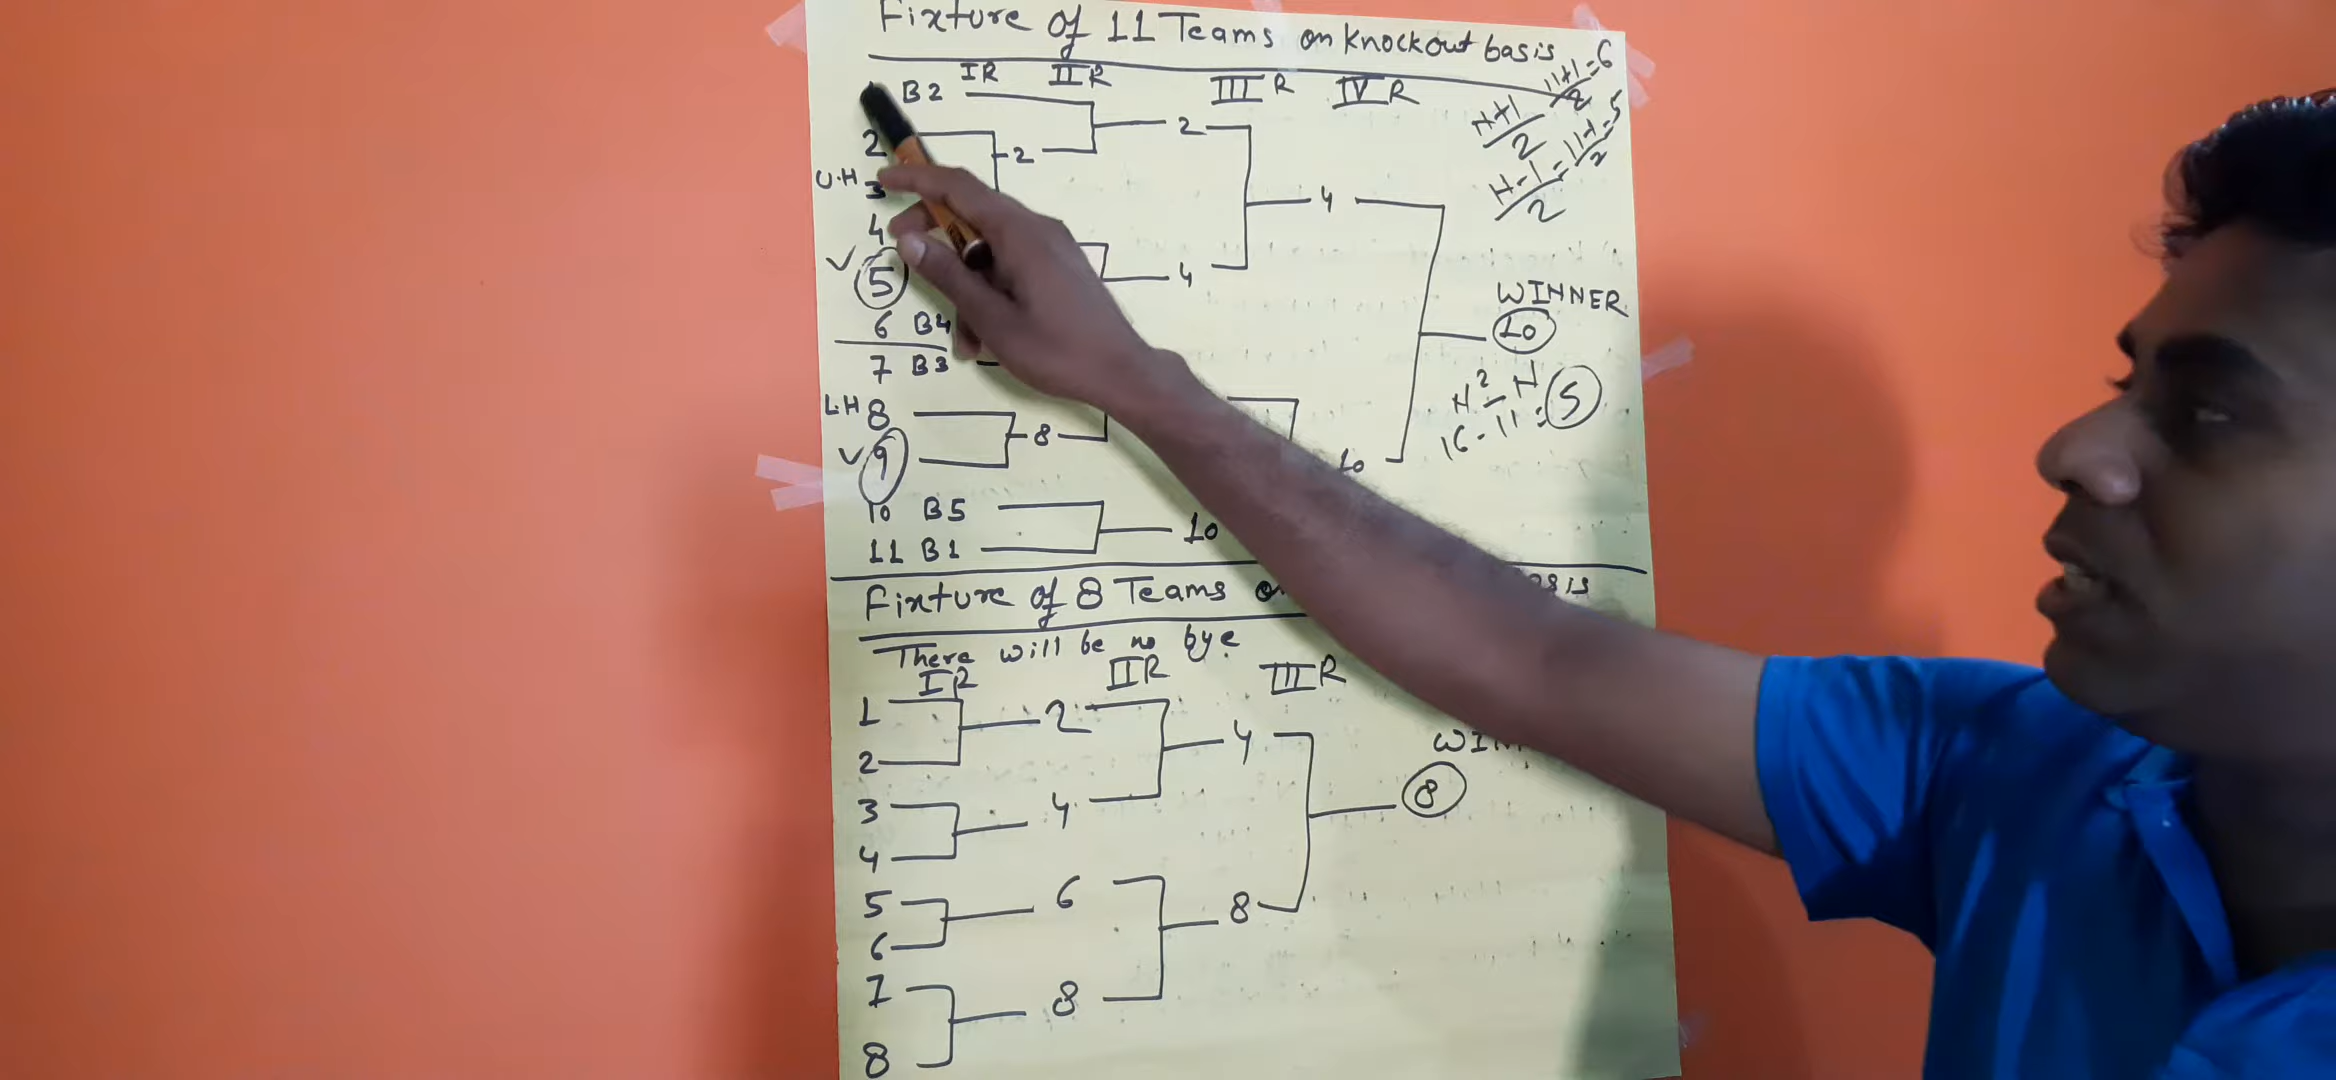 Fixture of 11 Teams on Knockout basis
IR IIR III R IV R
B2
2
2
2
U.H 3
4
4
4
5
6 B4
7 B3
L.H 8
8
9
10 B5
10
11 B1
10
N+1/2 11+1/2 = 6
N-1/2 = 11-1/2 = 5
WINNER
10
N² - N
16 - 11 = 5
Fixture of 8 Teams
There will be no bye
IR IIR IIIR
1
2
2
3
4
4
4
5
6
6
7
8
8
8
8